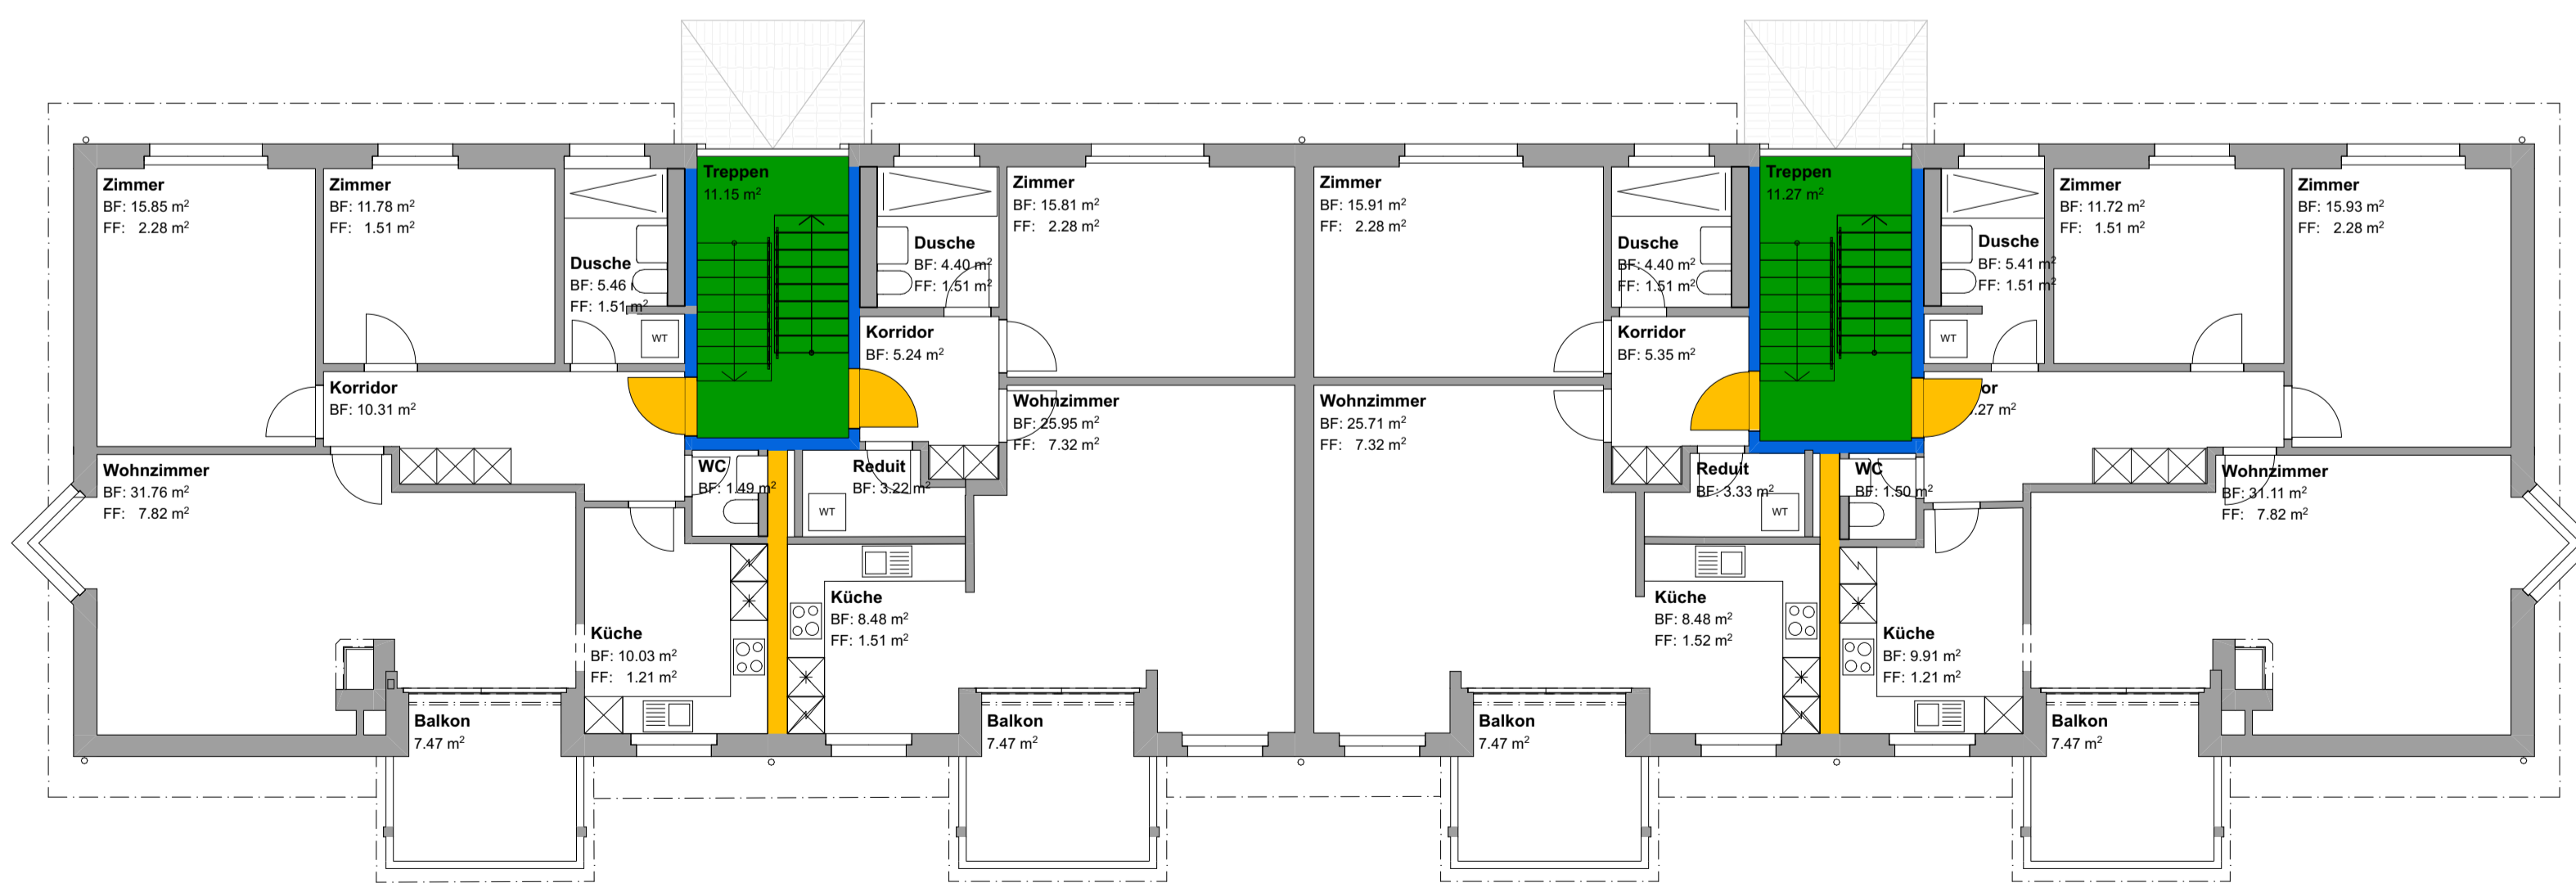 Treppen
11.15 m²
Treppen
11.27 m²
Zimmer
BF: 15.85 m²
FF: 2.28 m²
Zimmer
BF: 11.78 m²
FF: 1.51 m²
Dusche
BF: 5.46
FF: 1.51 m²
WT
Dusche
BF: 4.40 m²
FF: 1.51 m²
Zimmer
BF: 15.81 m²
FF: 2.28 m²
Zimmer
BF: 15.91 m²
FF: 2.28 m²
Dusche
BF: 4.40 m²
FF: 1.51 m²
Dusche
BF: 5.41 m²
FF: 1.51 m²
WT
Zimmer
BF: 11.72 m²
FF: 1.51 m²
Zimmer
BF: 15.93 m²
FF: 2.28 m²
Korridor
BF: 10.31 m²
Korridor
BF: 5.24 m²
Korridor
BF: 5.35 m²
or
.27 m²
Wohnzimmer
BF: 31.76 m²
FF: 7.82 m²
WC
BF: 1.49 m²
Reduit
BF: 3.22 m²
WT
Wohnzimmer
BF: 25.95 m²
FF: 7.32 m²
Wohnzimmer
BF: 25.71 m²
FF: 7.32 m²
Reduit
BF: 3.33 m²
WT
WC
BF: 1.50 m²
Wohnzimmer
BF: 31.11 m²
FF: 7.82 m²
Küche
BF: 10.03 m²
FF: 1.21 m²
Küche
BF: 8.48 m²
FF: 1.51 m²
Küche
BF: 8.48 m²
FF: 1.52 m²
Küche
BF: 9.91 m²
FF: 1.21 m²
Balkon
7.47 m²
Balkon
7.47 m²
Balkon
7.47 m²
Balkon
7.47 m²